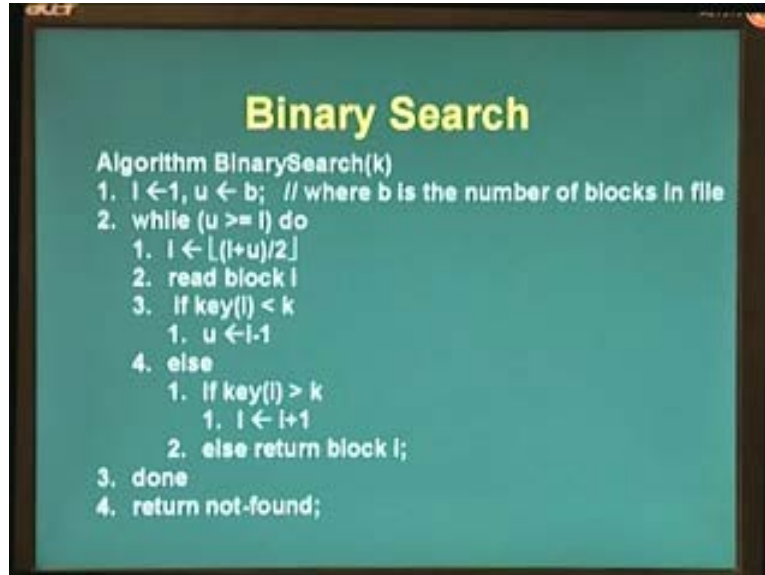 acer
Binary Search
Algorithm BinarySearch(k)
1. l ←1, u ← b; // where b is the number of blocks in file
2. while (u >= l) do
1. i ← ⌊(l+u)/2⌋
2. read block i
3. if key(i) < k
1. u ←i-1
4. else
1. if key(i) > k
1. l ← i+1
2. else return block i;
3. done
4. return not-found;